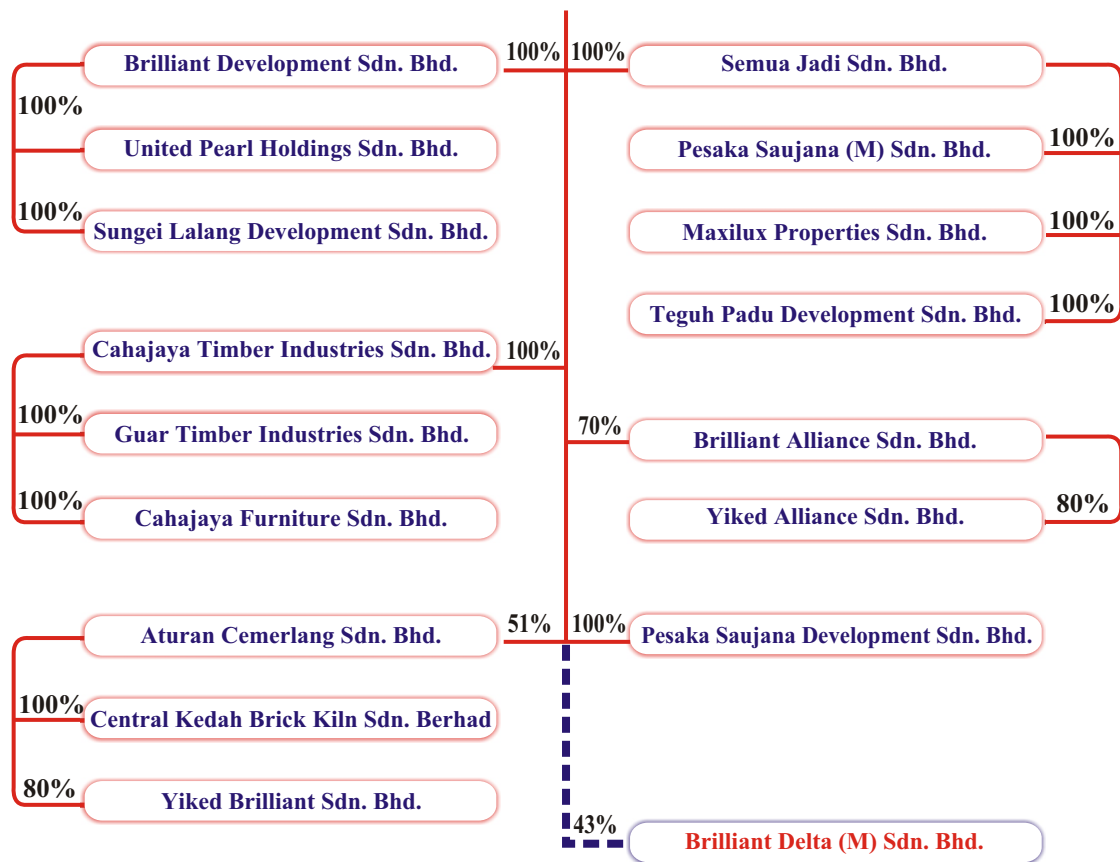 Brilliant Development Sdn. Bhd.
100%
100%
United Pearl Holdings Sdn. Bhd.
100%
Sungei Lalang Development Sdn. Bhd.
Cahajaya Timber Industries Sdn. Bhd.
100%
100%
Guar Timber Industries Sdn. Bhd.
100%
Cahajaya Furniture Sdn. Bhd.
Aturan Cemerlang Sdn. Bhd.
51%
100%
Central Kedah Brick Kiln Sdn. Berhad
80%
Yiked Brilliant Sdn. Bhd.
100%
Semua Jadi Sdn. Bhd.
Pesaka Saujana (M) Sdn. Bhd.
100%
Maxilux Properties Sdn. Bhd.
100%
Teguh Padu Development Sdn. Bhd.
100%
70%
Brilliant Alliance Sdn. Bhd.
Yiked Alliance Sdn. Bhd.
80%
100%
Pesaka Saujana Development Sdn. Bhd.
43%
Brilliant Delta (M) Sdn. Bhd.